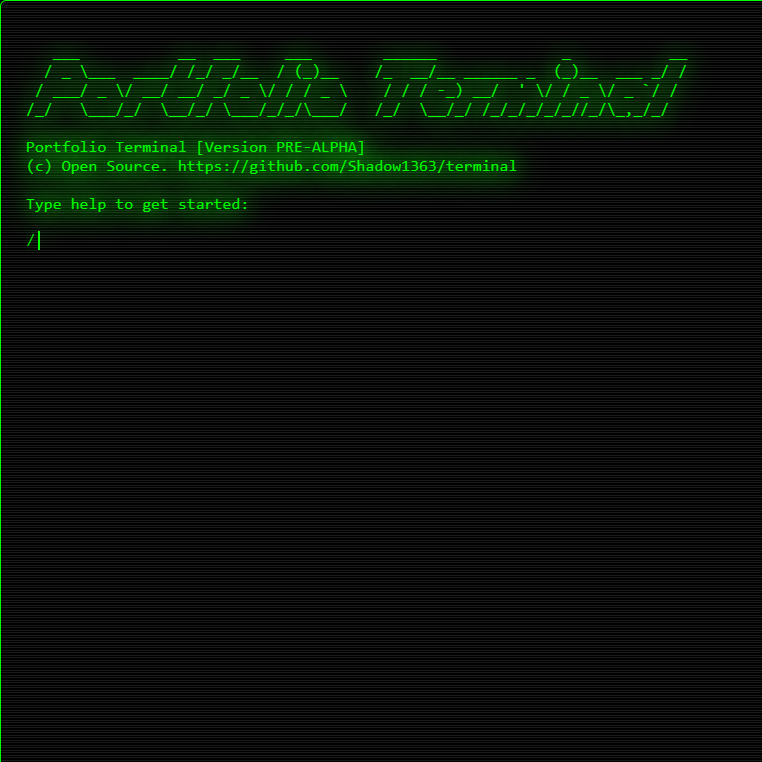 Portfolio Terminal
Portfolio Terminal [Version PRE-ALPHA]
(c) Open Source. https://github.com/Shadow1363/terminal
Type help to get started:
/